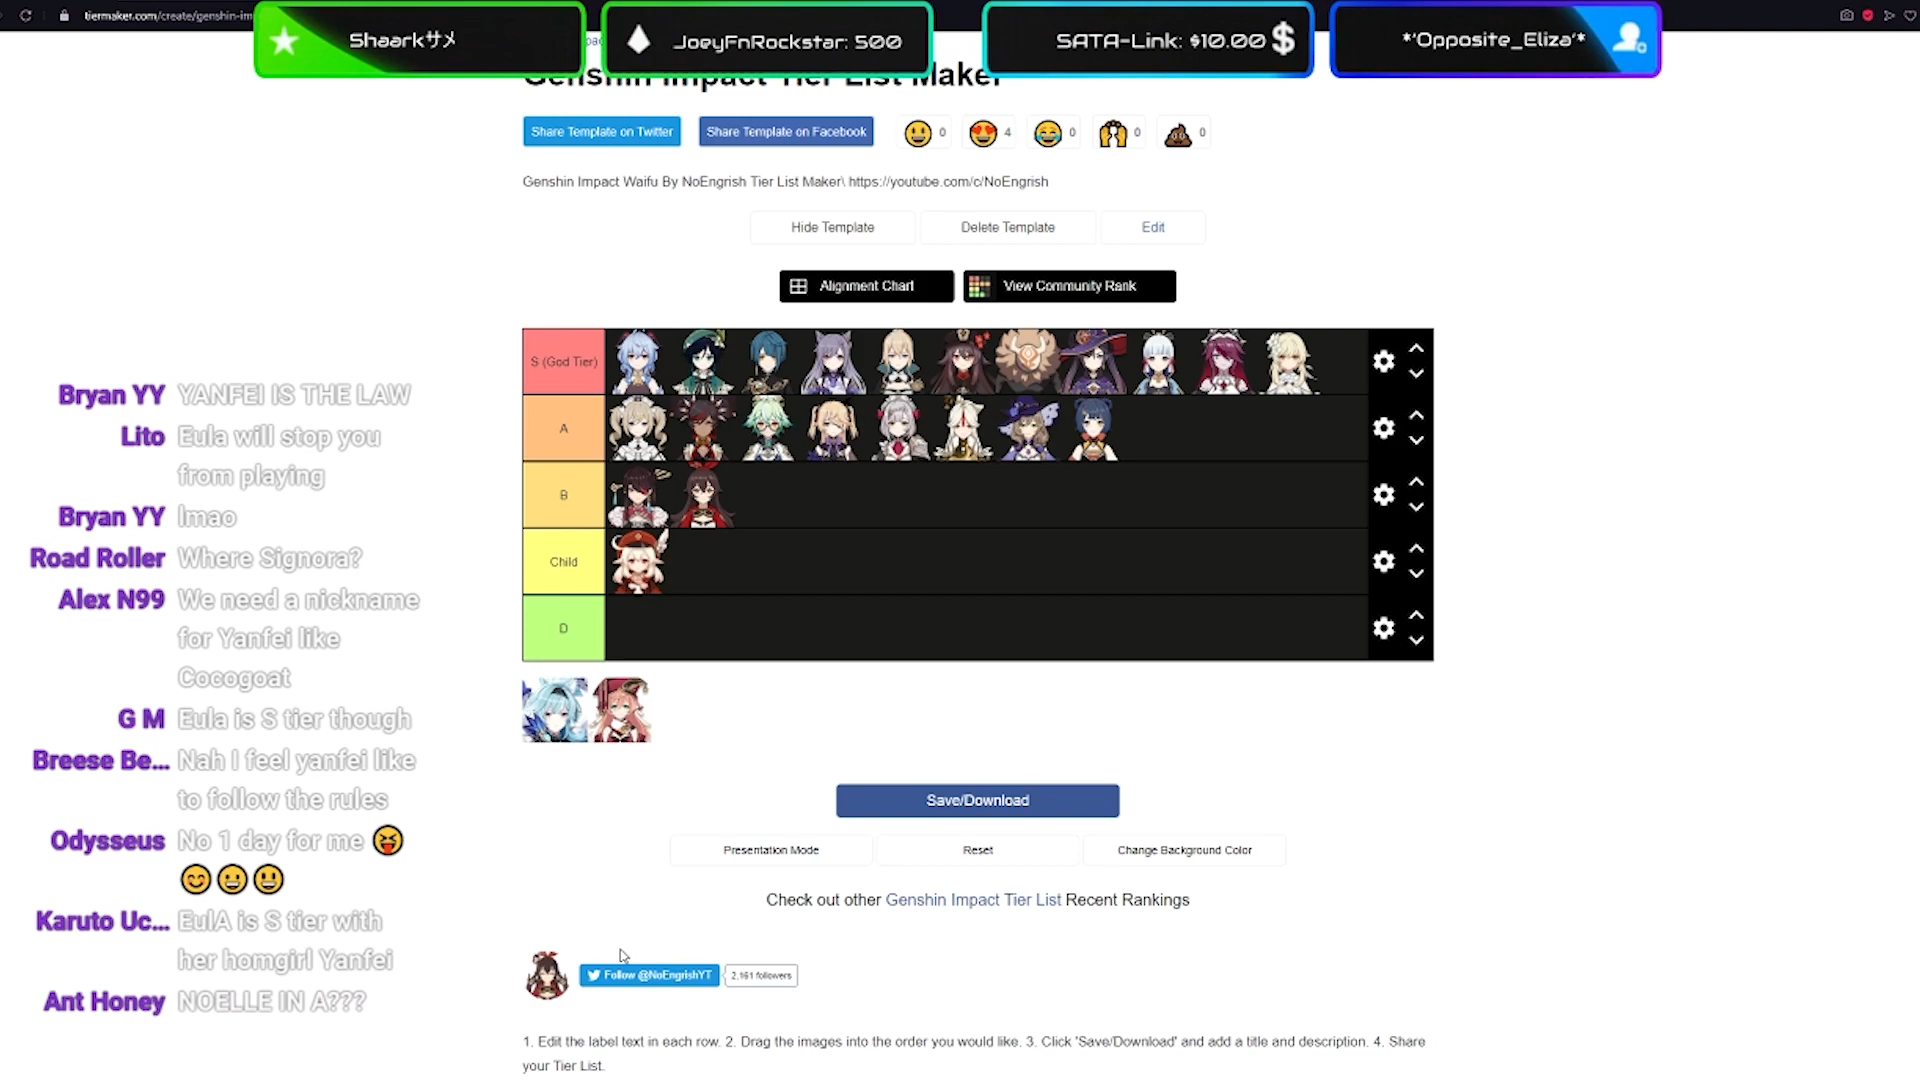 tiermaker.com/create/genshin-im
Shaarkサメ
JoeyFnRockstar: 500
SATA-Link: $10.00 $
*'Opposite_Eliza'*
Genshin Impact Tier List Maker
Share Template on Twitter
Share Template on Facebook
0
4
0
0
0
Genshin Impact Waifu By NoEngrish Tier List Maker\ https://youtube.com/c/NoEngrish
Hide Template
Delete Template
Edit
Alignment Chart
View Community Rank
S (God Tier)
A
B
Child
D
Bryan YY YANFEI IS THE LAW
Lito Eula will stop you
from playing
Bryan YY lmao
Road Roller Where Signora?
Alex N99 We need a nickname
for Yanfei like
Cocogoat
G M Eula is S tier though
Breese Be... Nah I feel yanfei like
to follow the rules
Odysseus No 1 day for me 😝
😊😀😃
Karuto Uc... EulA is S tier with
her homgirl Yanfei
Ant Honey NOELLE IN A???
Save/Download
Presentation Mode
Reset
Change Background Color
Check out other Genshin Impact Tier List Recent Rankings
Follow @NoEngrishYT
2,161 followers
1. Edit the label text in each row. 2. Drag the images into the order you would like. 3. Click 'Save/Download' and add a title and description. 4. Share
your Tier List.